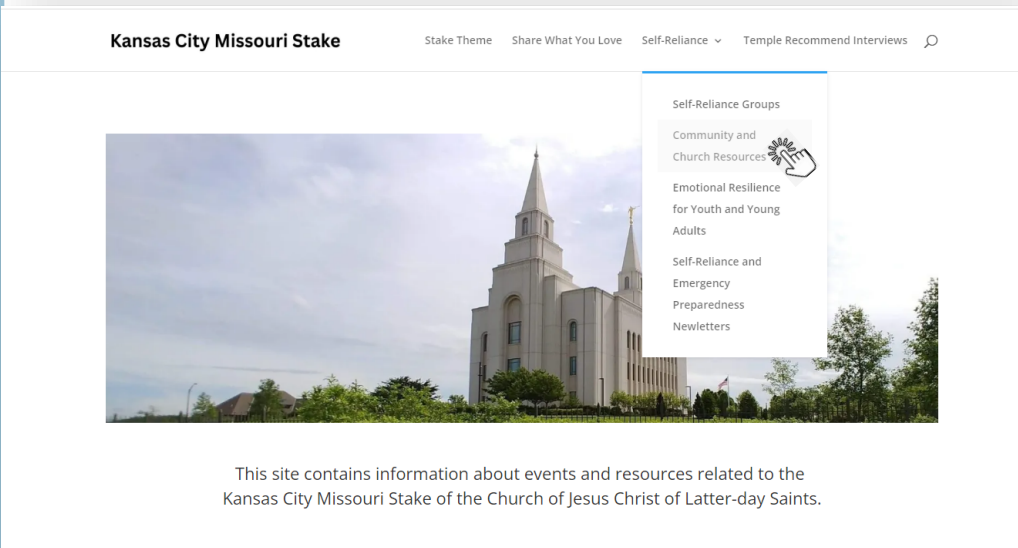 Kansas City Missouri Stake
Stake Theme
Share What You Love
Self-Reliance
Temple Recommend Interviews
Self-Reliance Groups
Community and
Church Resources
Emotional Resilience
for Youth and Young
Adults
Self-Reliance and
Emergency
Preparedness
Newletters
This site contains information about events and resources related to the
Kansas City Missouri Stake of the Church of Jesus Christ of Latter-day Saints.